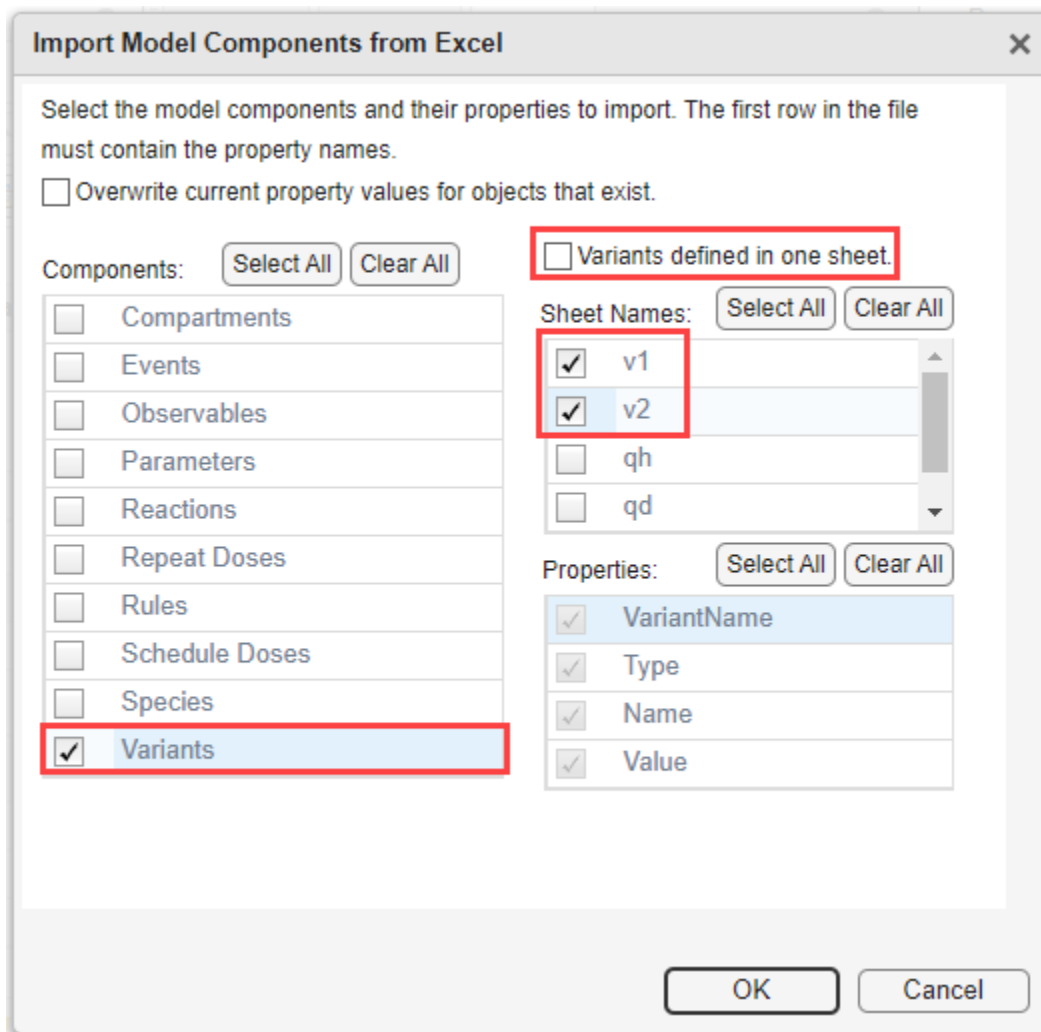 Import Model Components from Excel
Select the model components and their properties to import. The first row in the file
must contain the property names.
Overwrite current property values for objects that exist.
Components:
Select All
Clear All
Compartments
Events
Observables
Parameters
Reactions
Repeat Doses
Rules
Schedule Doses
Species
Variants
Variants defined in one sheet.
Sheet Names:
Select All
Clear All
v1
v2
qh
qd
Properties:
Select All
Clear All
VariantName
Type
Name
Value
OK
Cancel